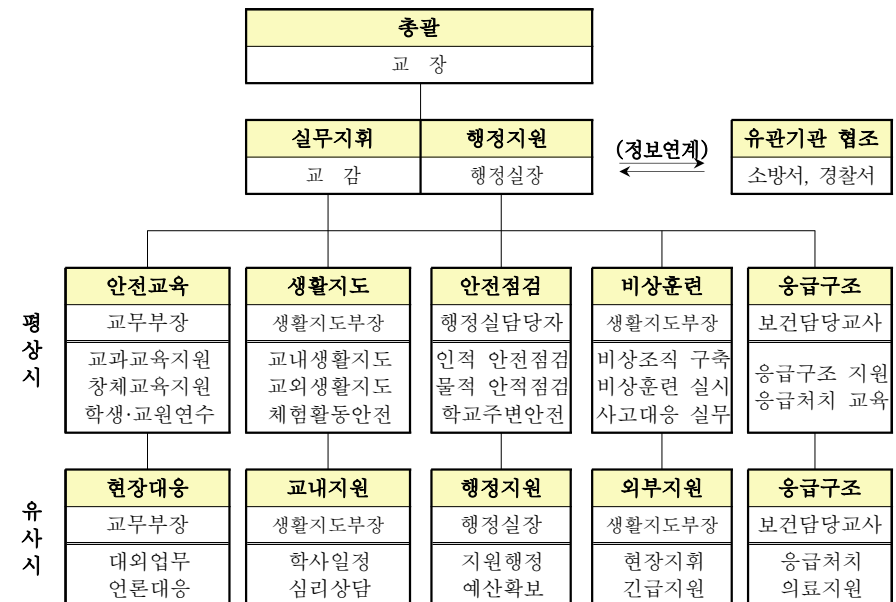 총괄
교 장
실무지휘 행정지원 (정보연계) 유관기관 협조
교 감 행정실장 소방서, 경찰서
평상시
안전교육 생활지도 안전점검 비상훈련 응급구조
교무부장 생활지도부장 행정실담당자 생활지도부장 보건담당교사
교과교육지원 교내생활지도 인적 안전점검 비상조직 구축 응급구조 지원
창체교육지원 교외생활지도 물적 안적점검 비상훈련 실시 응급처치 교육
학생·교원연수 체험활동안전 학교주변안전 사고대응 실무
유사시
현장대응 교내지원 행정지원 외부지원 응급구조
교무부장 생활지도부장 행정실장 생활지도부장 보건담당교사
대외업무 학사일정 지원행정 현장지휘 응급처치
언론대응 심리상담 예산확보 긴급지원 의료지원